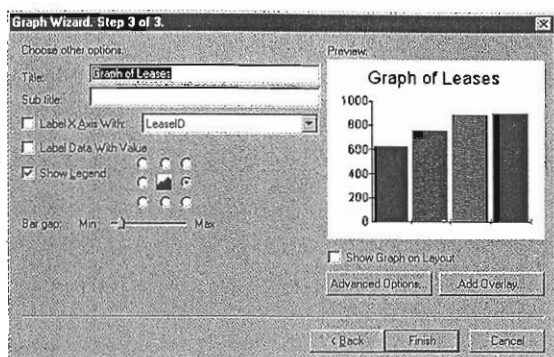 Graph Wizard. Step 3 of 3.
Choose other options.
Title:
Graph of Leases
Sub title:
Label X Axis With:
LeaseID
Label Data With Value
Show Legend
Bar gap: Min Max
Preview:
Graph of Leases
1000
800
600
400
200
0
Show Graph on Layout
Advanced Options...
Add Overlay...
< Back
Finish
Cancel